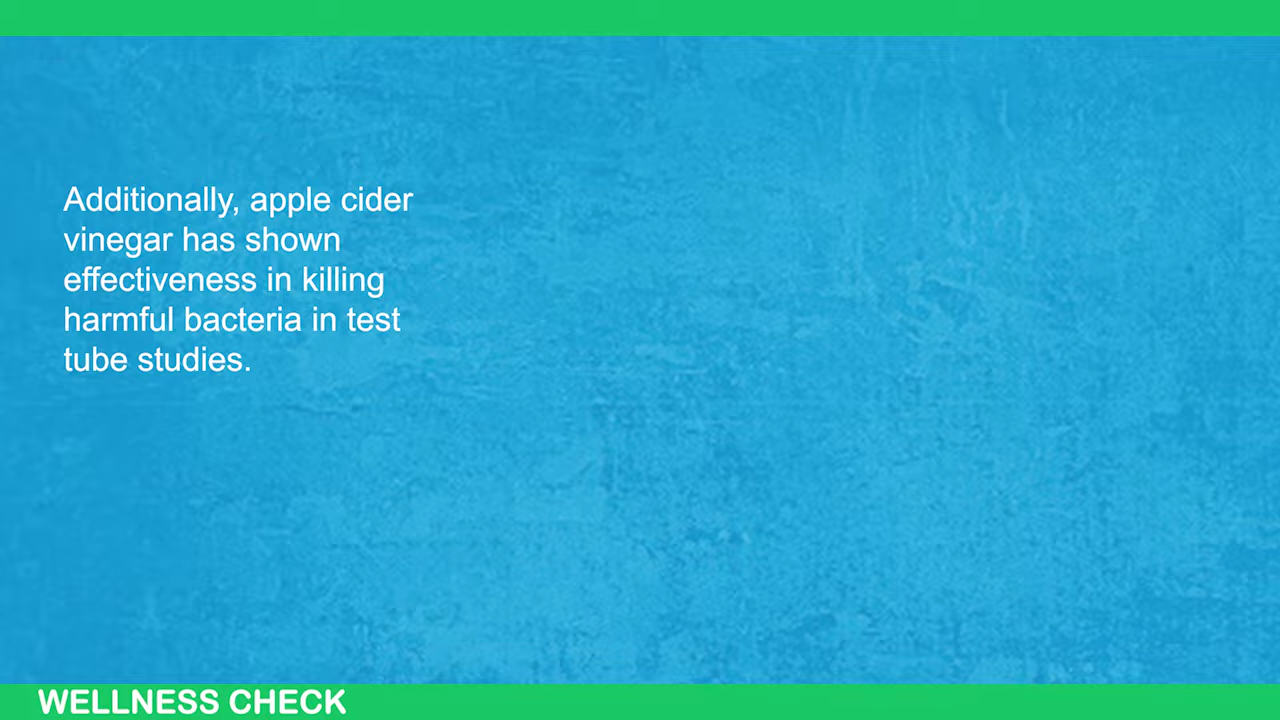 Additionally, apple cider
vinegar has shown
effectiveness in killing
harmful bacteria in test
tube studies.
WELLNESS CHECK